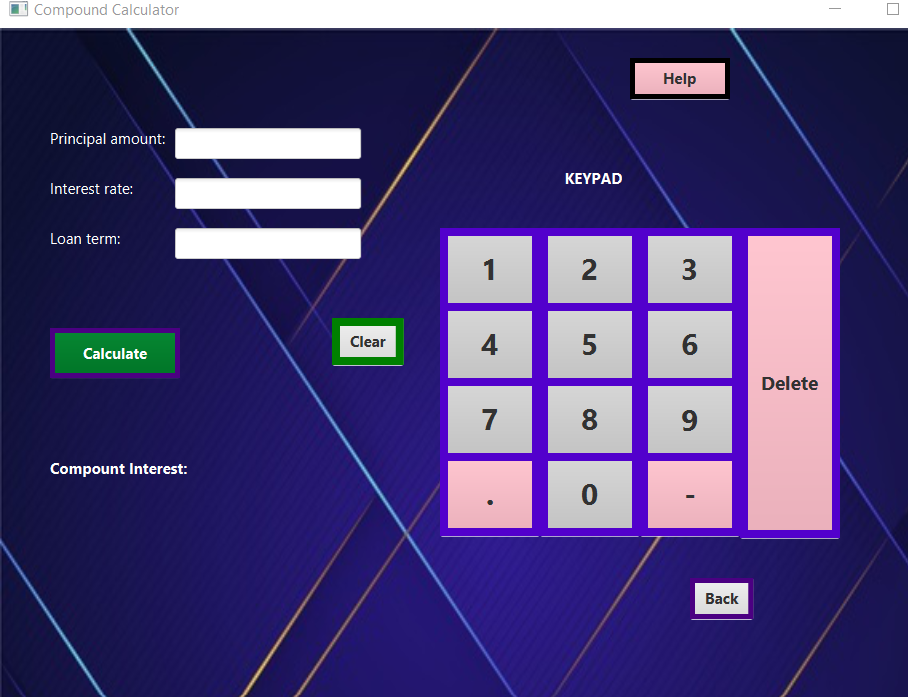 Compound Calculator
Help
Principal amount:
Interest rate:
KEYPAD
Loan term:
1 2 3
4 5 6
Clear
Calculate
Delete
7 8 9
Compount Interest:
. 0 -
Back